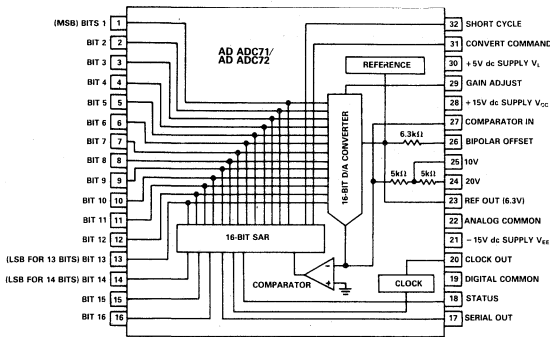 (MSB) BITS 1 1
BIT 2 2
BIT 3 3
BIT 4 4
BIT 5 5
BIT 6 6
BIT 7 7
BIT 8 8
BIT 9 9
BIT 10 10
BIT 11 11
BIT 12 12
(LSB FOR 13 BITS) BIT 13 13
(LSB FOR 14 BITS) BIT 14 14
BIT 15 15
BIT 16 16
AD ADC71/
AD ADC72
REFERENCE
16-BIT D/A CONVERTER
6.3kΩ
5kΩ 5kΩ
16-BIT SAR
COMPARATOR
-
+
CLOCK
32 SHORT CYCLE
31 CONVERT COMMAND
30 +5V dc SUPPLY VL
29 GAIN ADJUST
28 +15V dc SUPPLY VCC
27 COMPARATOR IN
26 BIPOLAR OFFSET
25 10V
24 20V
23 REF OUT (6.3V)
22 ANALOG COMMON
21 -15V dc SUPPLY VEE
20 CLOCK OUT
19 DIGITAL COMMON
18 STATUS
17 SERIAL OUT